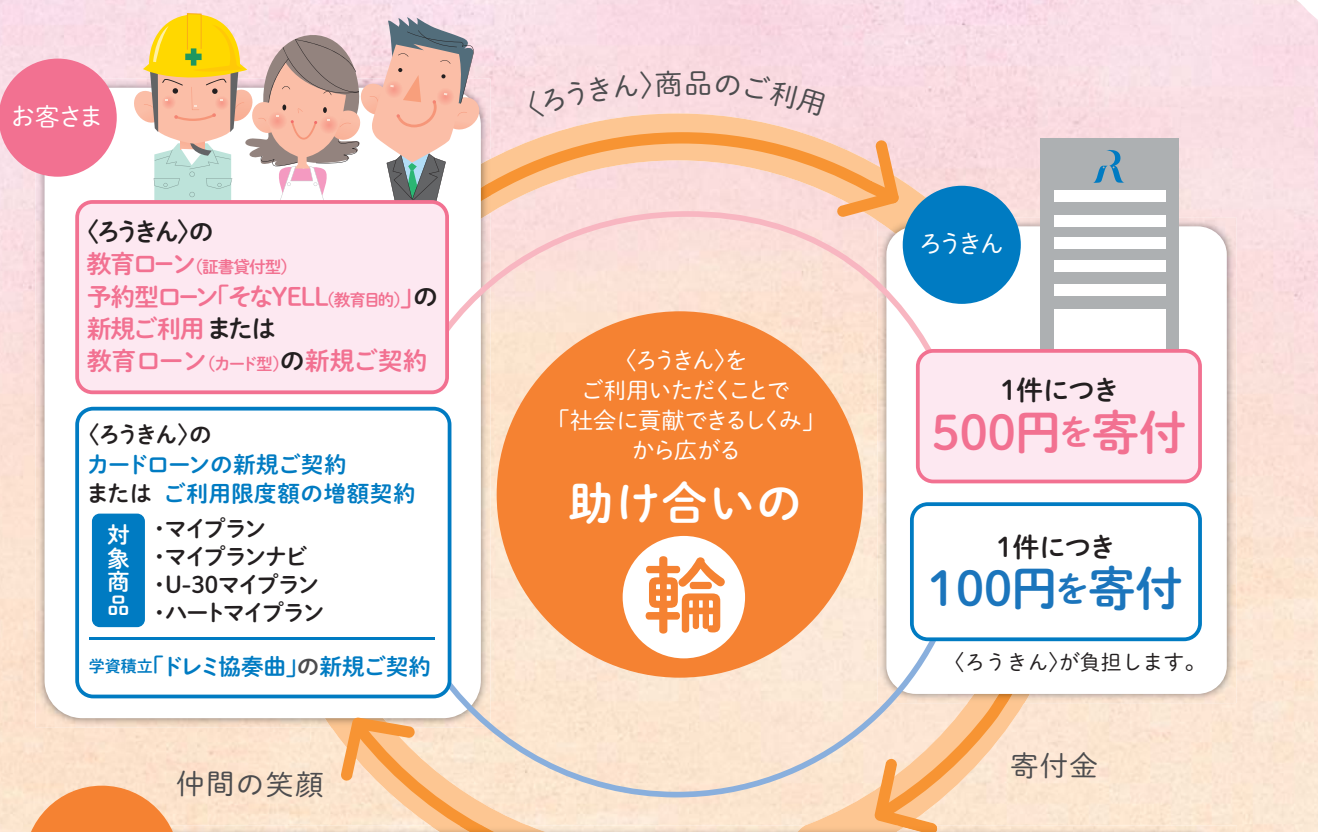 お客さま
〈ろうきん〉の
教育ローン(証書貸付型)
予約型ローン「そなYELL(教育目的)」の
新規ご利用 または
教育ローン(カード型)の新規ご契約
〈ろうきん〉の
カードローンの新規ご契約
または ご利用限度額の増額契約
対象商品
・マイプラン
・マイプランナビ
・U-30マイプラン
・ハートマイプラン
学資積立「ドレミ協奏曲」の新規ご契約
〈ろうきん〉商品のご利用
〈ろうきん〉を
ご利用いただくことで
「社会に貢献できるしくみ」
から広がる
助け合いの
輪
ろうきん
R
1件につき
500円を寄付
1件につき
100円を寄付
〈ろうきん〉が負担します。
寄付金
仲間の笑顔